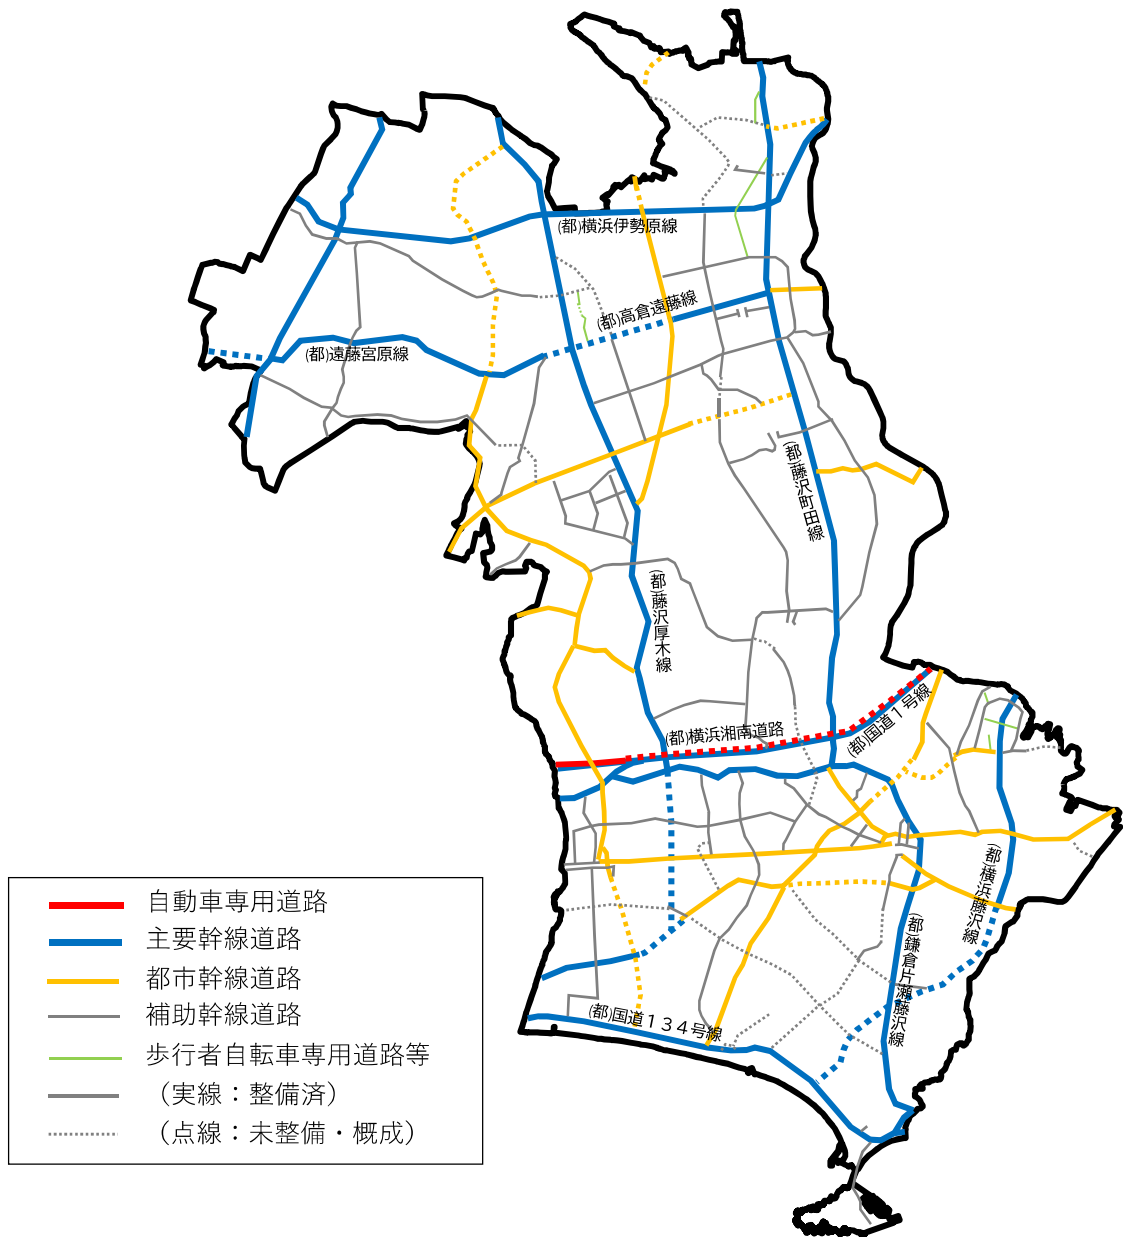 (都)横浜伊勢原線
(都)高倉遠藤線
(都)遠藤宮原線
(都)藤沢町田線
(都)藤沢厚木線
(都)国道１号線
(都)横浜湘南道路
(都)横浜藤沢線
(都)鎌倉片瀬藤沢線
(都)国道１３４号線
自動車専用道路
主要幹線道路
都市幹線道路
補助幹線道路
歩行者自転車専用道路等
（実線：整備済）
（点線：未整備・概成）